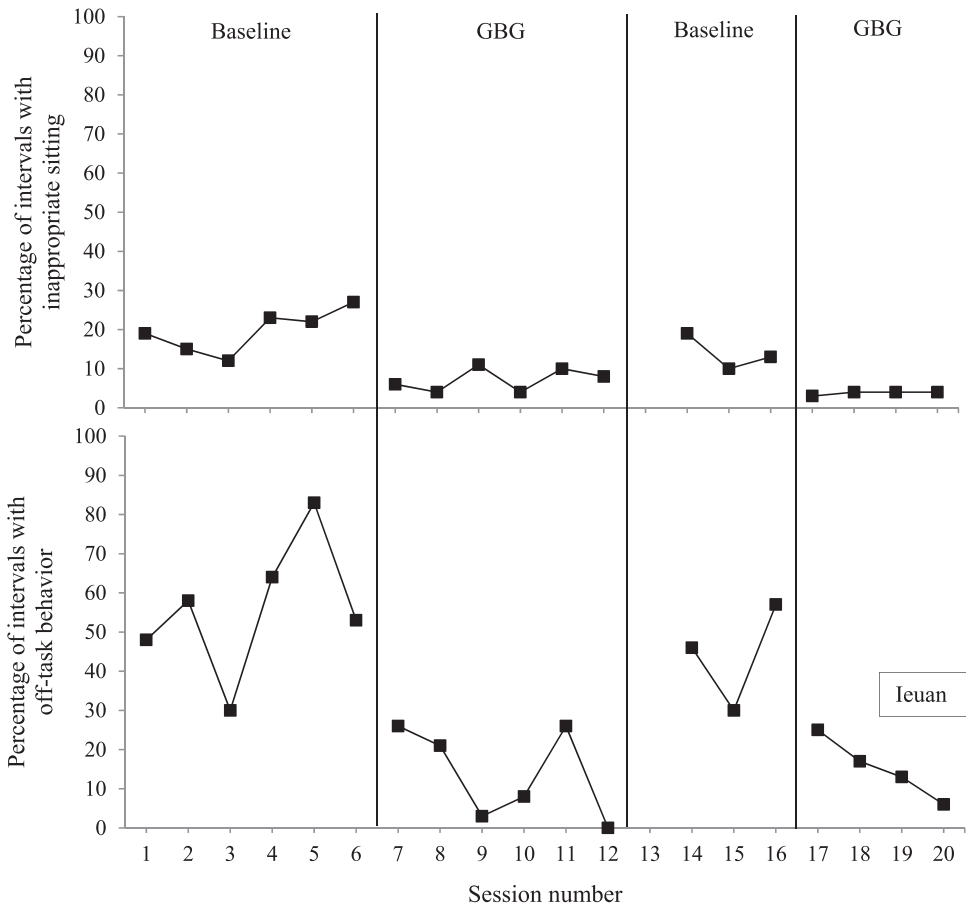 Baseline GBG Baseline GBG
Percentage of intervals with
inappropriate sitting
100
90
80
70
60
50
40
30
20
10
0
Percentage of intervals with
off-task behavior
100
90
80
70
60
50
40
30
20
10
0
Ieuan
1 2 3 4 5 6 7 8 9 10 11 12 13 14 15 16 17 18 19 20
Session number